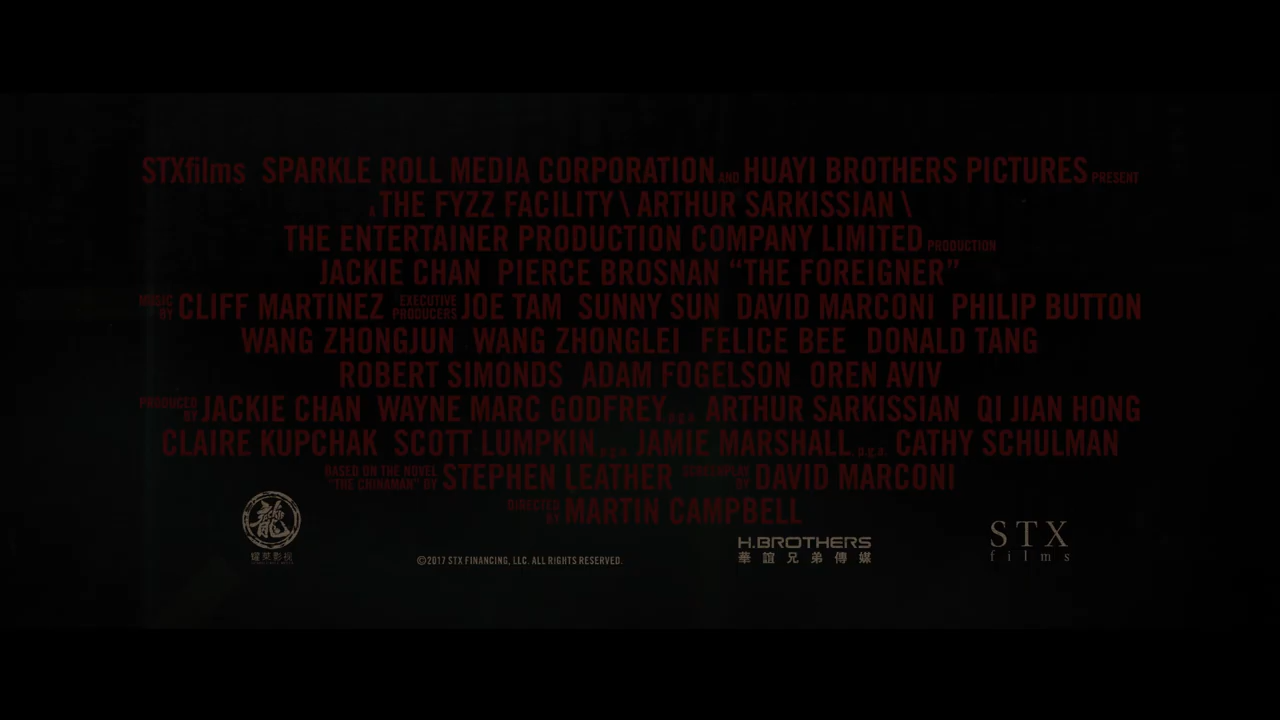 STXfilms SPARKLE ROLL MEDIA CORPORATION AND HUAYI BROTHERS PICTURES PRESENT
A THE FYZZ FACILITY \ ARTHUR SARKISSIAN \
THE ENTERTAINER PRODUCTION COMPANY LIMITED PRODUCTION
JACKIE CHAN PIERCE BROSNAN “THE FOREIGNER”
MUSIC BY CLIFF MARTINEZ EXECUTIVE PRODUCERS JOE TAM SUNNY SUN DAVID MARCONI PHILIP BUTTON
WANG ZHONGJUN WANG ZHONGLEI FELICE BEE DONALD TANG
ROBERT SIMONDS ADAM FOGELSON OREN AVIV
PRODUCED BY JACKIE CHAN WAYNE MARC GODFREY, p.g.a. ARTHUR SARKISSIAN QI JIAN HONG
CLAIRE KUPCHAK SCOTT LUMPKIN, p.g.a. JAMIE MARSHALL, p.g.a. CATHY SCHULMAN
BASED ON THE NOVEL "THE CHINAMAN" BY STEPHEN LEATHER SCREENPLAY BY DAVID MARCONI
DIRECTED BY MARTIN CAMPBELL
龍
耀萊影視
©2017 STX FINANCING, LLC. ALL RIGHTS RESERVED.
H.BROTHERS
華誼兄弟傳媒
STX
films